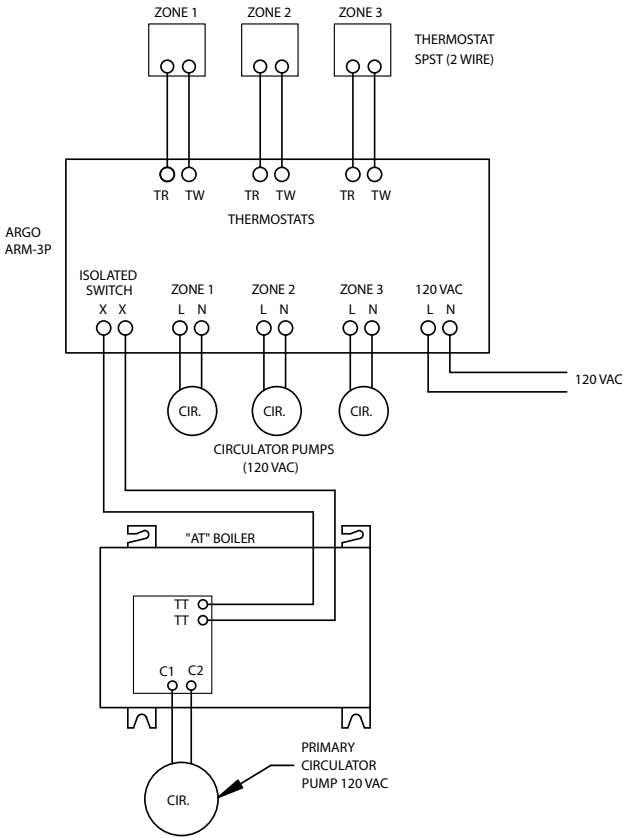 ZONE 1 ZONE 2 ZONE 3
THERMOSTAT
SPST (2 WIRE)
TR TW TR TW TR TW
THERMOSTATS
ARGO
ARM-3P
ISOLATED
SWITCH
ZONE 1 ZONE 2 ZONE 3 120 VAC
X X L N L N L N L N
120 VAC
CIR. CIR. CIR.
CIRCULATOR PUMPS
(120 VAC)
"AT" BOILER
TT
TT
C1 C2
PRIMARY
CIRCULATOR
PUMP 120 VAC
CIR.